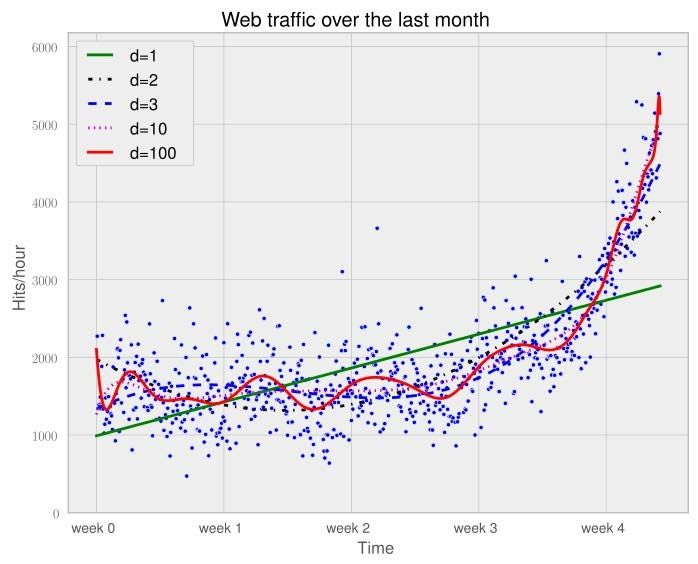 Web traffic over the last month
d=1
d=2
d=3
d=10
d=100
6000
5000
4000
3000
2000
1000
0
Hits/hour
week 0 week 1 week 2 week 3 week 4
Time